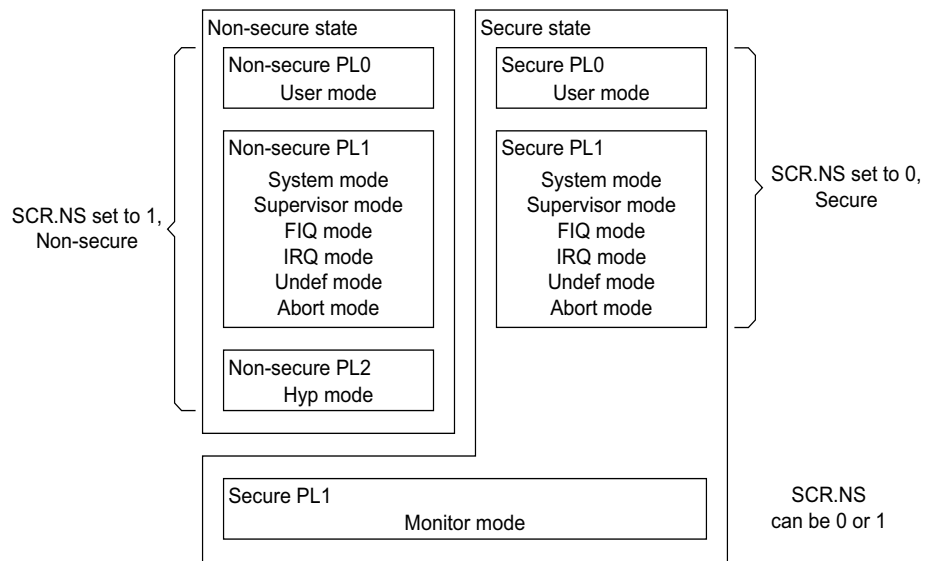 Non-secure state
Non-secure PL0
User mode
Non-secure PL1
System mode
Supervisor mode
FIQ mode
IRQ mode
Undef mode
Abort mode
Non-secure PL2
Hyp mode
SCR.NS set to 1,
Non-secure
Secure state
Secure PL0
User mode
Secure PL1
System mode
Supervisor mode
FIQ mode
IRQ mode
Undef mode
Abort mode
SCR.NS set to 0,
Secure
Secure PL1
Monitor mode
SCR.NS
can be 0 or 1